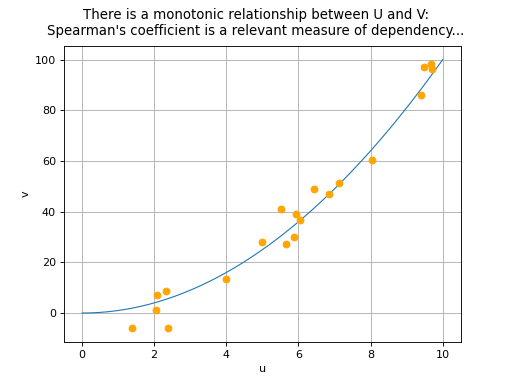 There is a monotonic relationship between U and V:
Spearman's coefficient is a relevant measure of dependency...
100
80
60
40
20
0
v
0 2 4 6 8 10
u